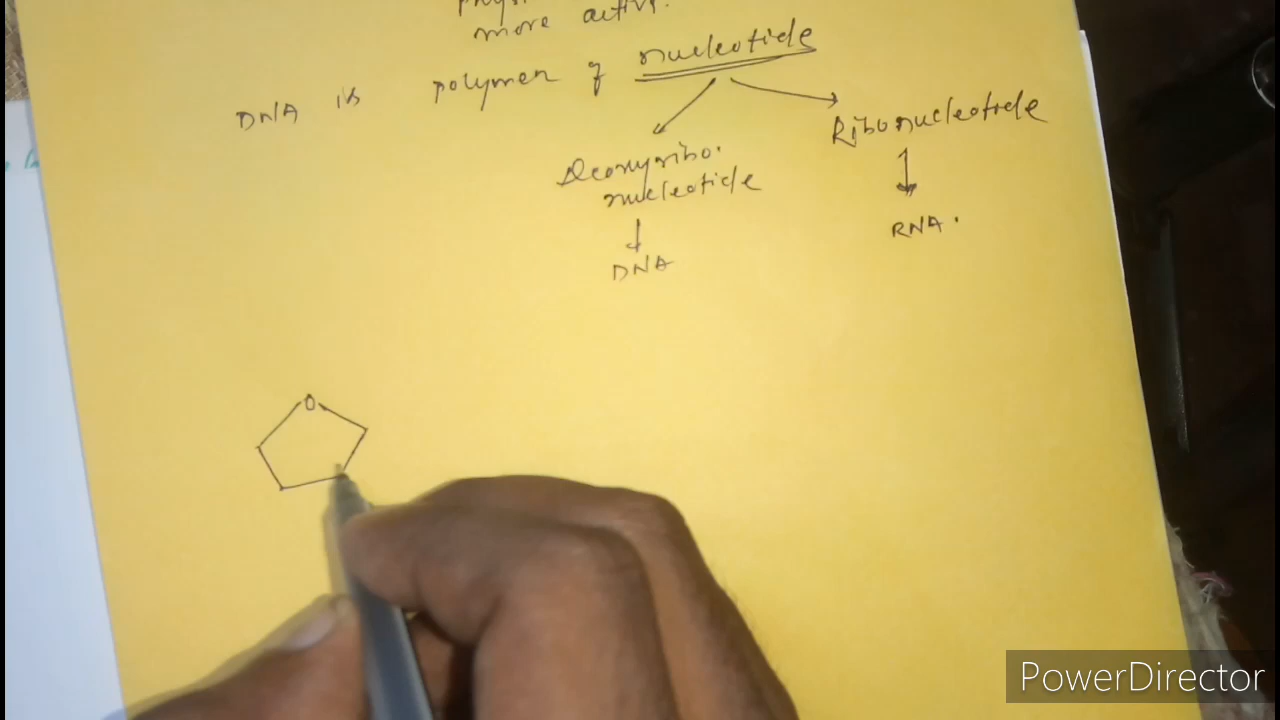 more active.
DNA is polymer of nucleotide
Deoxyribo. Ribonucleotide
nucleotide
DNA RNA.
O
PowerDirector